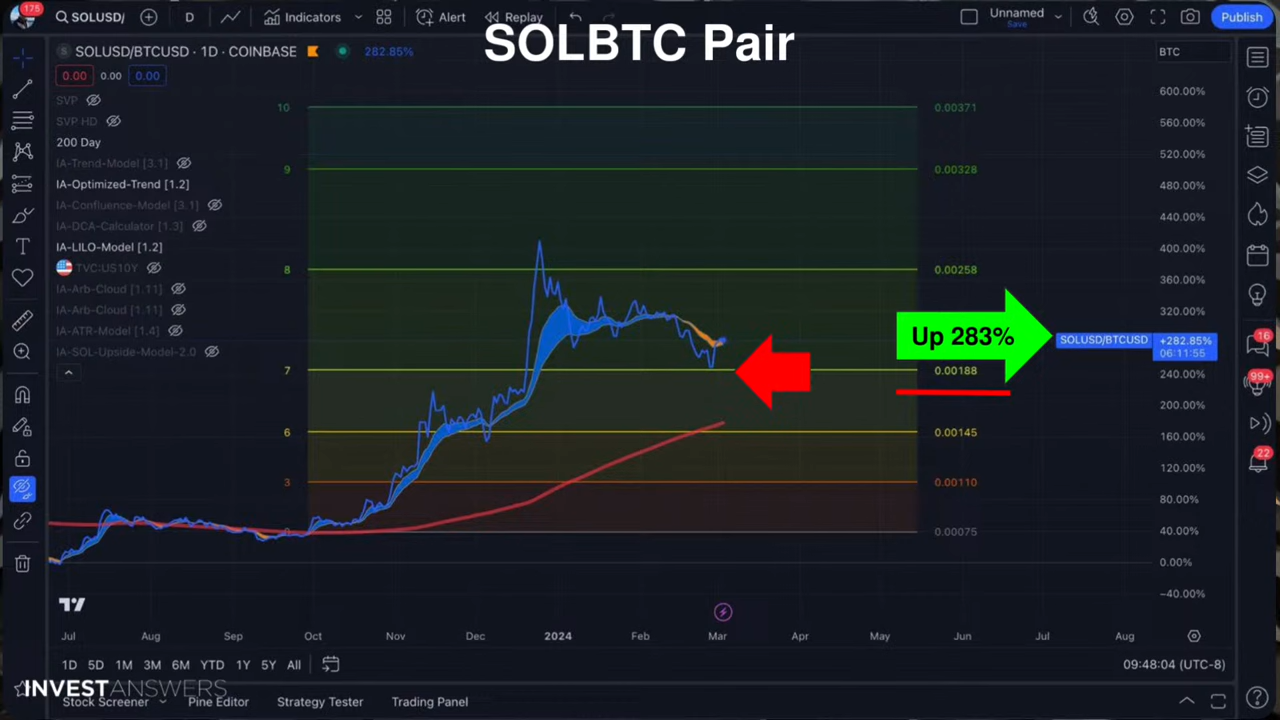 175
SOLUSD/
D
Indicators
Alert
Replay
Unnamed
Save
Publish
SOLBTC Pair
S SOLUSD/BTCUSD · 1D · COINBASE 282.85%
BTC
0.00 0.00 0.00
SVP
SVP HD
200 Day
IA-Trend-Model [3.1]
IA-Optimized-Trend [1.2]
IA-Confluence-Model [3.1]
IA-DCA-Calculator [1.3]
IA-LILO-Model [1.2]
TVC:US10Y
IA-Arb-Cloud [1.11]
IA-Arb-Cloud [1.11]
IA-ATR-Model [1.4]
IA-SOL-Upside-Model-2.0
10 0.00371
9 0.00328
8 0.00258
7 0.00188
6 0.00145
3 0.00110
0.00075
Up 283%
SOLUSD/BTCUSD +282.85%
06:11:55
600.00%
560.00%
520.00%
480.00%
440.00%
400.00%
360.00%
320.00%
240.00%
200.00%
160.00%
120.00%
80.00%
40.00%
0.00%
−40.00%
16
99+
22
Jul Aug Sep Oct Nov Dec 2024 Feb Mar Apr May Jun Jul Aug
1D 5D 1M 3M 6M YTD 1Y 5Y All
09:48:04 (UTC-8)
INVESTANSWERS
Stock Screener Pine Editor Strategy Tester Trading Panel